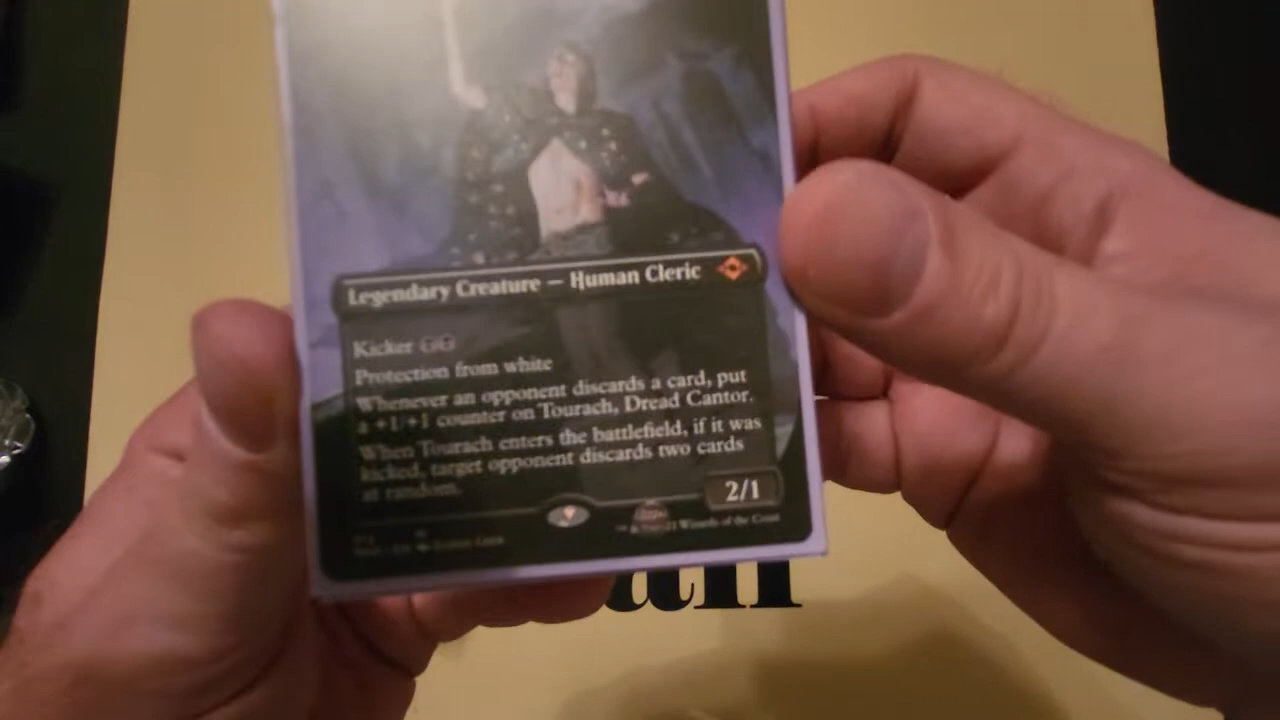 Legendary Creature — Human Cleric
Kicker
Protection from white
Whenever an opponent discards a card, put
a +1/+1 counter on Tourach, Dread Cantor.
When Tourach enters the battlefield, if it was
kicked, target opponent discards two cards
at random.
2/1
Wizards of the Coast